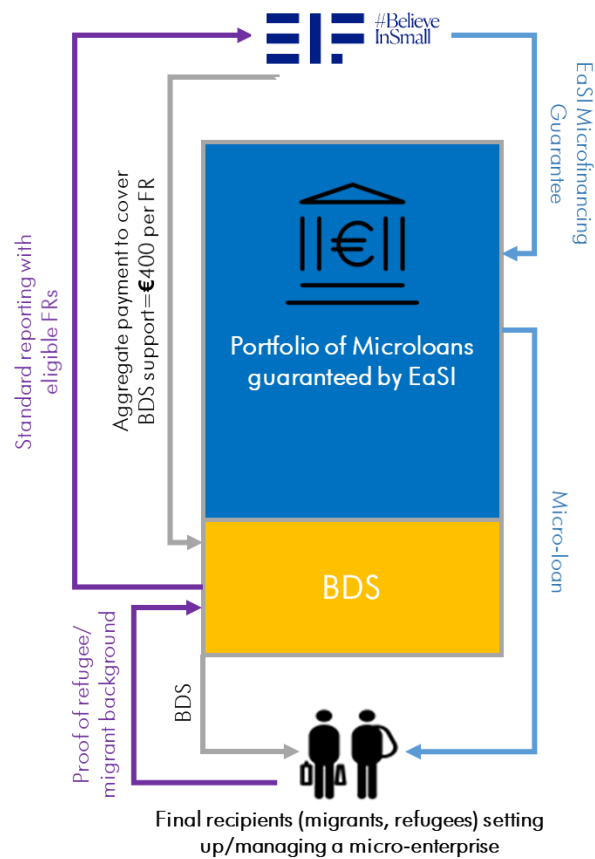 EIF
#Believe
InSmall
EaSI Microfinancing
Guarantee
Aggregate payment to cover
BDS support=€400 per FR
Standard reporting with
eligible FRs
€
Portfolio of Microloans
guaranteed by EaSI
Micro-loan
BDS
Proof of refugee/
migrant background
BDS
Final recipients (migrants, refugees) setting
up/managing a micro-enterprise